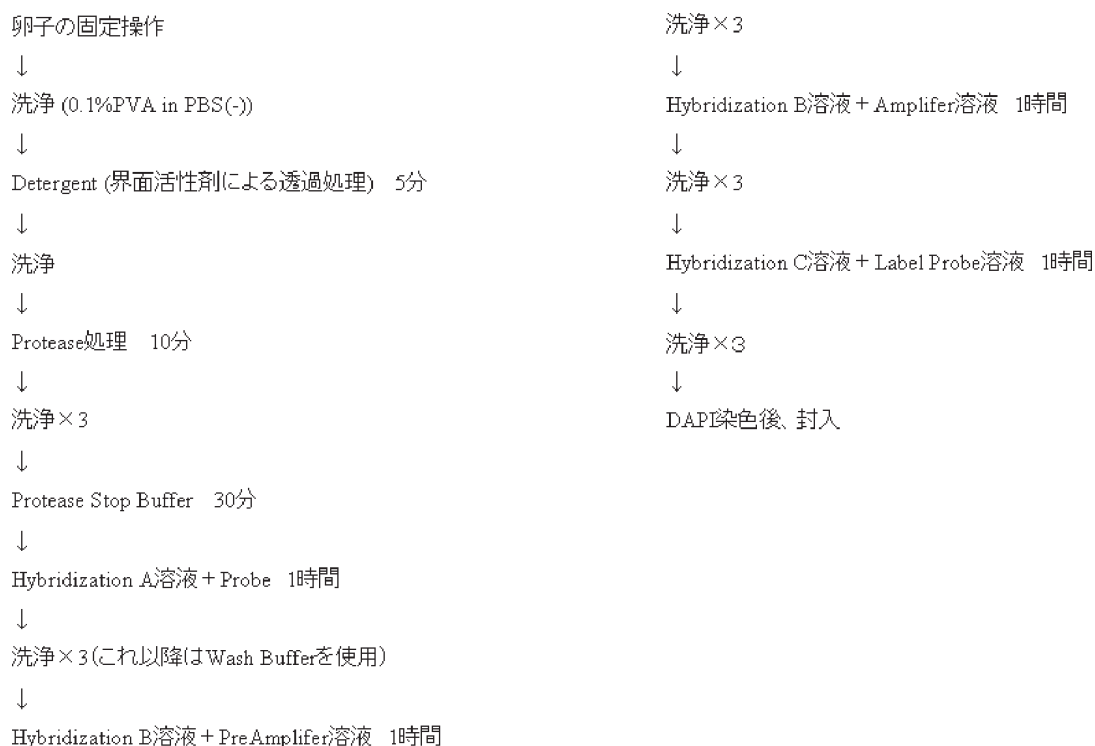 卵子の固定操作
↓
洗浄 (0.1%PVA in PBS(-))
↓
Detergent (界面活性剤による透過処理)　5分
↓
洗浄
↓
Protease処理　10分
↓
洗浄×3
↓
Protease Stop Buffer　30分
↓
Hybridization A溶液＋Probe　1時間
↓
洗浄×3（これ以降はWash Bufferを使用）
↓
Hybridization B溶液＋PreAmplifer溶液　1時間
洗浄×3
↓
Hybridization B溶液＋Amplifer溶液　1時間
↓
洗浄×3
↓
Hybridization C溶液＋Label Probe溶液　1時間
↓
洗浄×３
↓
DAPI染色後、封入